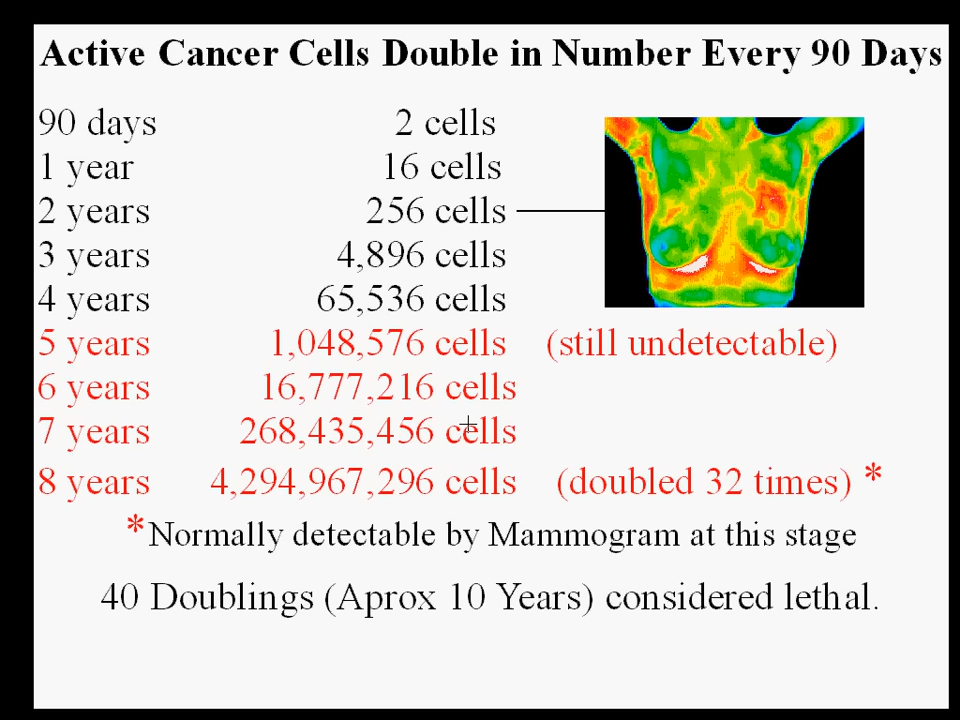 Active Cancer Cells Double in Number Every 90 Days
90 days 2 cells
1 year 16 cells
2 years 256 cells
3 years 4,896 cells
4 years 65,536 cells
5 years 1,048,576 cells (still undetectable)
6 years 16,777,216 cells
7 years 268,435,456 cells
8 years 4,294,967,296 cells (doubled 32 times) *
* Normally detectable by Mammogram at this stage
40 Doublings (Aprox 10 Years) considered lethal.